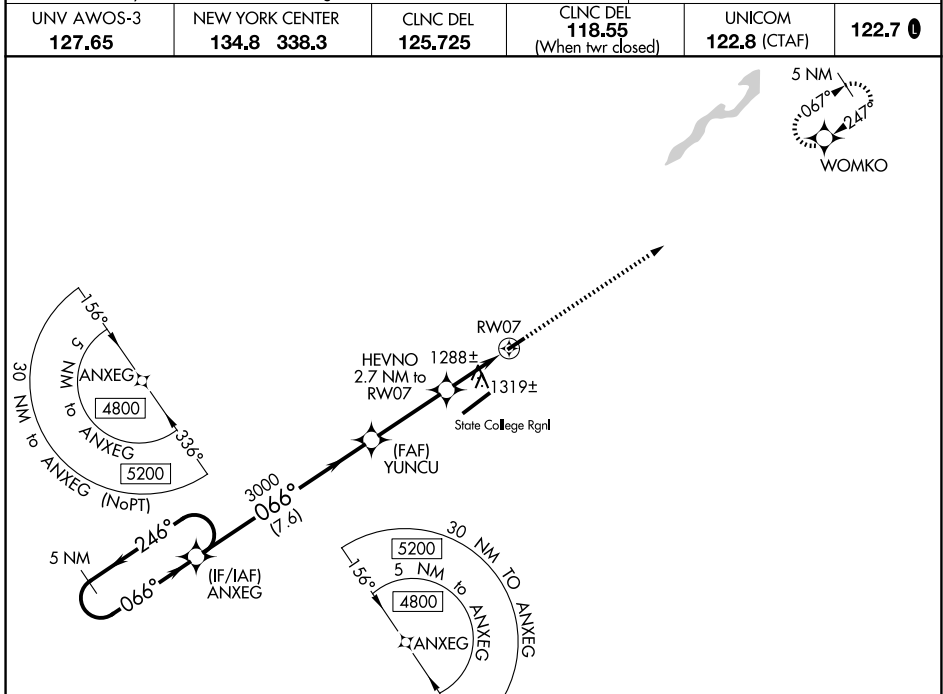 UNV AWOS-3
127.65
NEW YORK CENTER
134.8 338.3
CLNC DEL
125.725
CLNC DEL
118.55
(When twr closed)
UNICOM
122.8 (CTAF)
122.7 L
5 NM
067°
247°
WOMKO
RW07
HEVNO
2.7 NM to
RW07
1288±
1319±
State College Rgnl
(FAF)
YUNCU
156°
5 NM to ANXEG
ANXEG
4800
30 NM to ANXEG (NoPT)
5200
336°
3000
066°
(7.6)
5 NM
246°
066°
(IF/IAF)
ANXEG
30 NM TO ANXEG
5200
156°
5 NM to ANXEG
4800
ANXEG